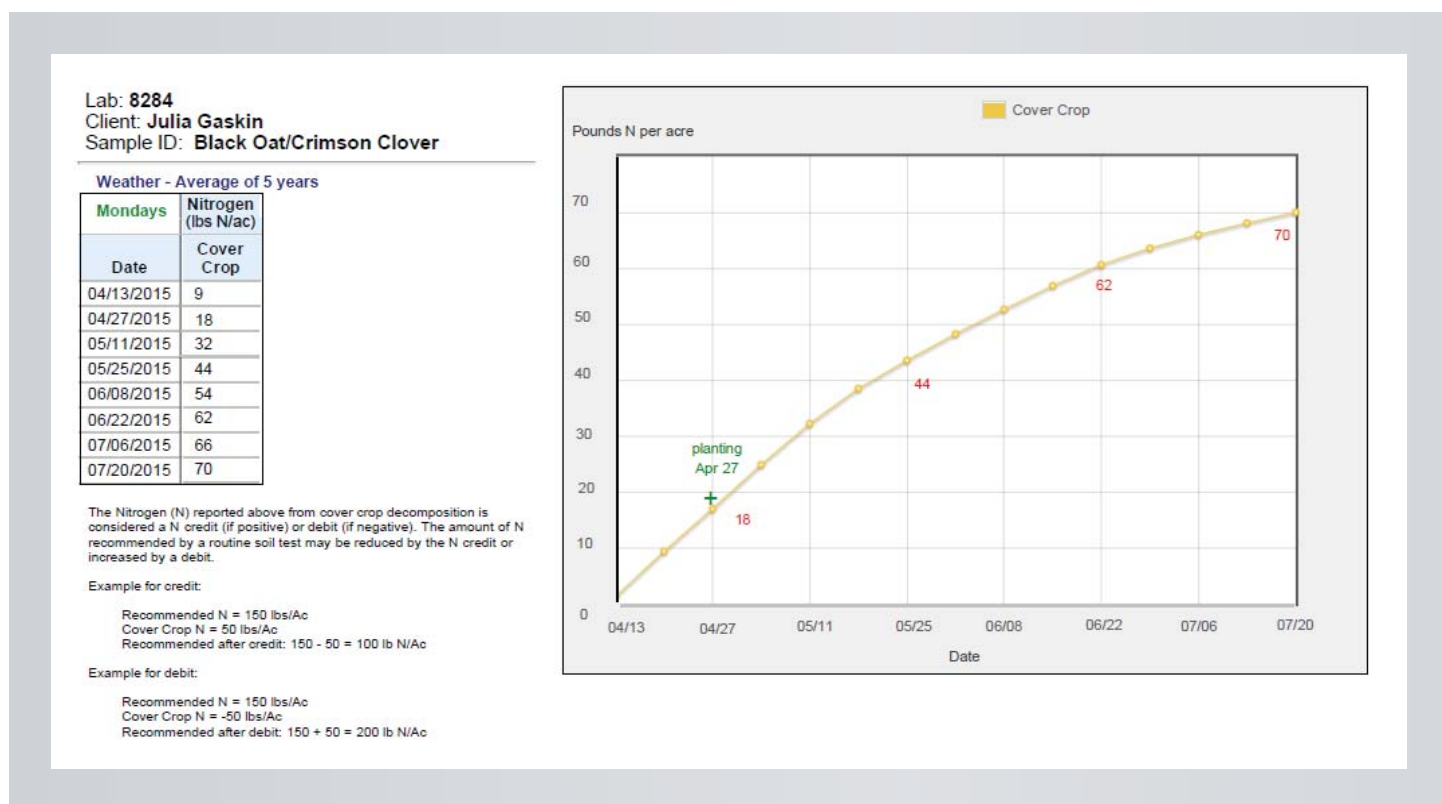 Lab: 8284
Client: Julia Gaskin
Sample ID: Black Oat/Crimson Clover
Weather - Average of 5 years
Mondays Nitrogen (lbs N/ac)
Date Cover Crop
04/13/2015 9
04/27/2015 18
05/11/2015 32
05/25/2015 44
06/08/2015 54
06/22/2015 62
07/06/2015 66
07/20/2015 70
The Nitrogen (N) reported above from cover crop decomposition is
considered a N credit (if positive) or debit (if negative). The amount of N
recommended by a routine soil test may be reduced by the N credit or
increased by a debit.
Example for credit:
Recommended N = 150 lbs/Ac
Cover Crop N = 50 lbs/Ac
Recommended after credit: 150 - 50 = 100 lb N/Ac
Example for debit:
Recommended N = 150 lbs/Ac
Cover Crop N = -50 lbs/Ac
Recommended after debit: 150 + 50 = 200 lb N/Ac
Cover Crop
Pounds N per acre
70
60
50
40
30
20
10
0
planting
Apr 27
18
44
62
70
04/13 04/27 05/11 05/25 06/08 06/22 07/06 07/20
Date